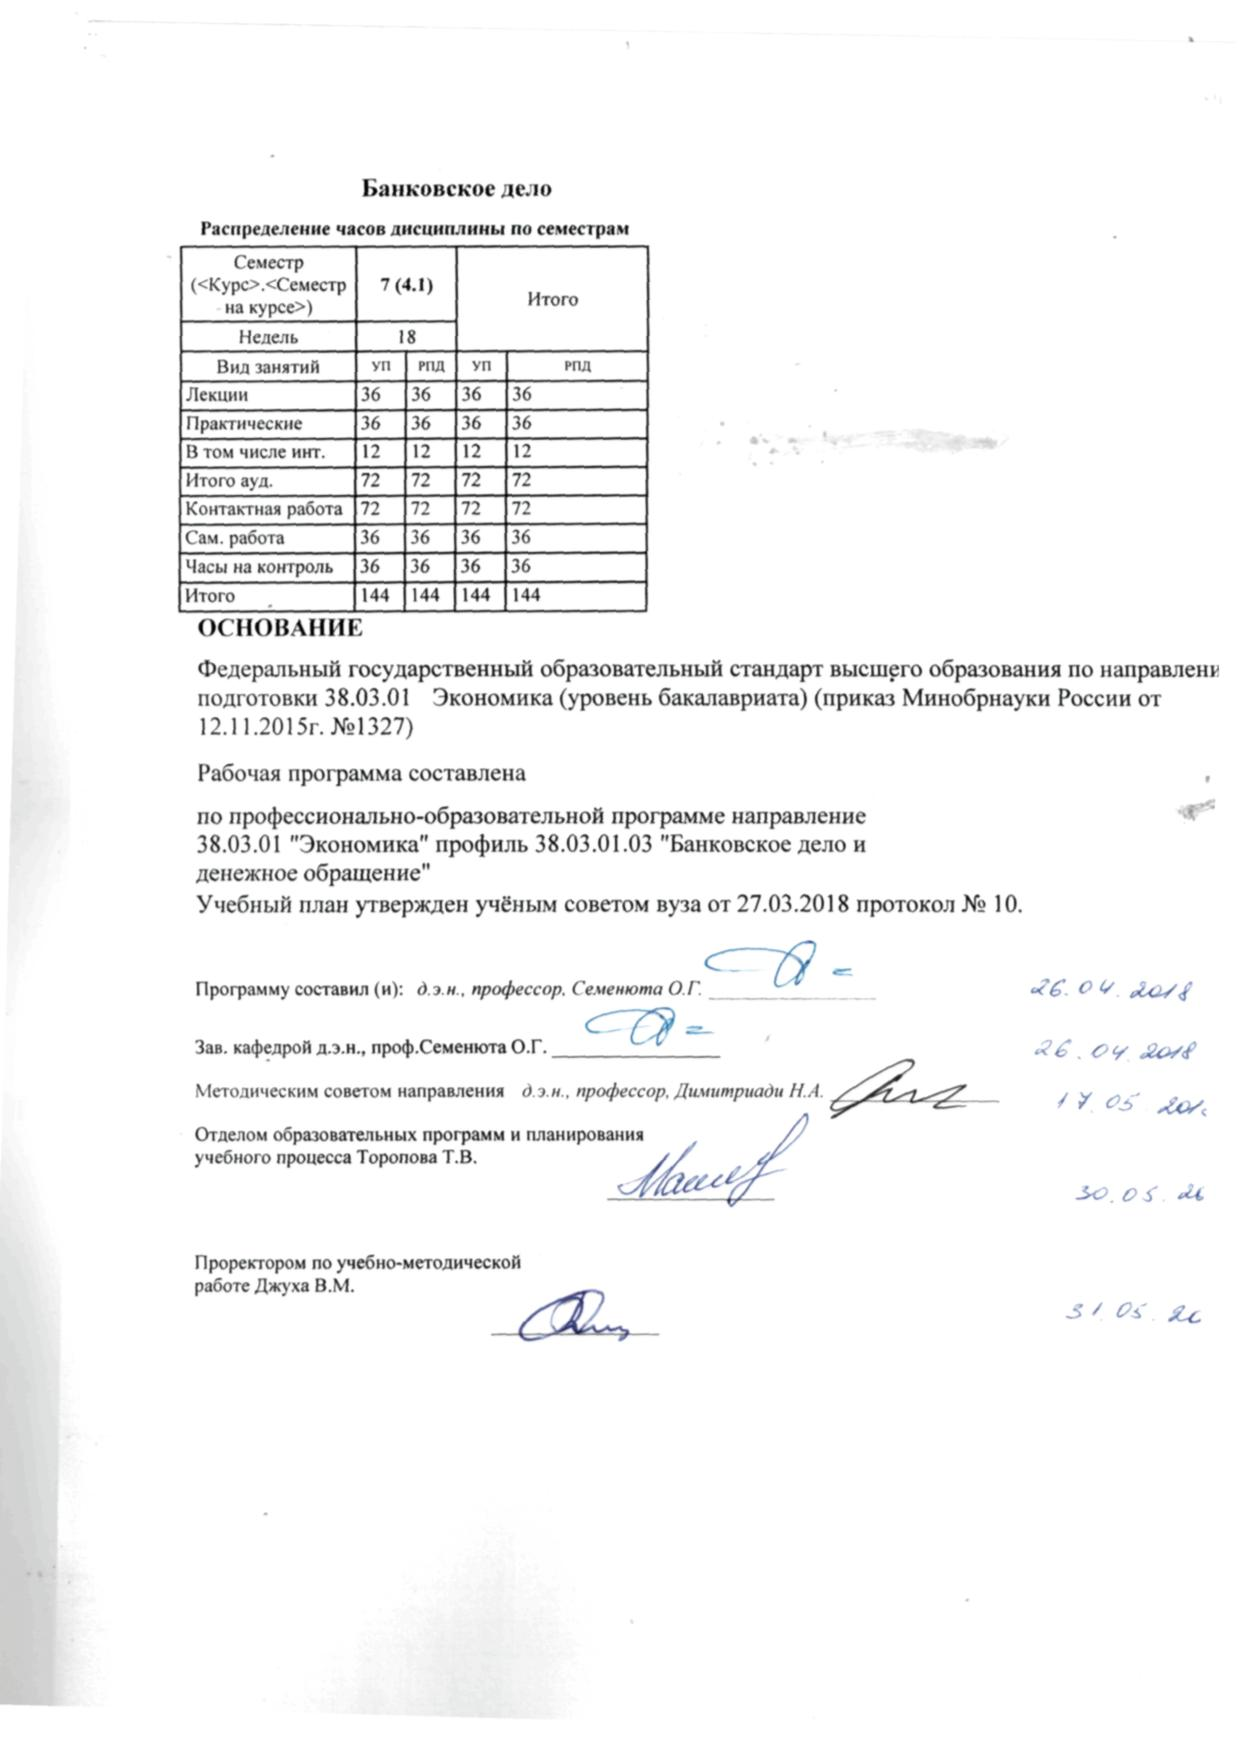 Банковское дело
Распределение часов дисциплины по семестрам
Семестр
(<Курс>.<Семестр
на курсе>)
7 (4.1)
Итого
Недель 18
Вид занятий УП РПД УП РПД
Лекции 36 36 36 36
Практические 36 36 36 36
В том числе инт. 12 12 12 12
Итого ауд. 72 72 72 72
Контактная работа 72 72 72 72
Сам. работа 36 36 36 36
Часы на контроль 36 36 36 36
Итого 144 144 144 144
ОСНОВАНИЕ
Федеральный государственный образовательный стандарт высшего образования по направлени
подготовки 38.03.01 Экономика (уровень бакалавриата) (приказ Минобрнауки России от
12.11.2015г. №1327)
Рабочая программа составлена
по профессионально-образовательной программе направление
38.03.01 "Экономика" профиль 38.03.01.03 "Банковское дело и
денежное обращение"
Учебный план утвержден учёным советом вуза от 27.03.2018 протокол № 10.
Программу составил (и): д.э.н., профессор, Семенюта О.Г. 26.04.2018
Зав. кафедрой д.э.н., проф.Семенюта О.Г. 26.04.2018
Методическим советом направления д.э.н., профессор, Димитриади Н.А. 17.05 201
Отделом образовательных программ и планирования
учебного процесса Торопова Т.В.
30.05.20
Проректором по учебно-методической
работе Джуха В.М.
31.05.20